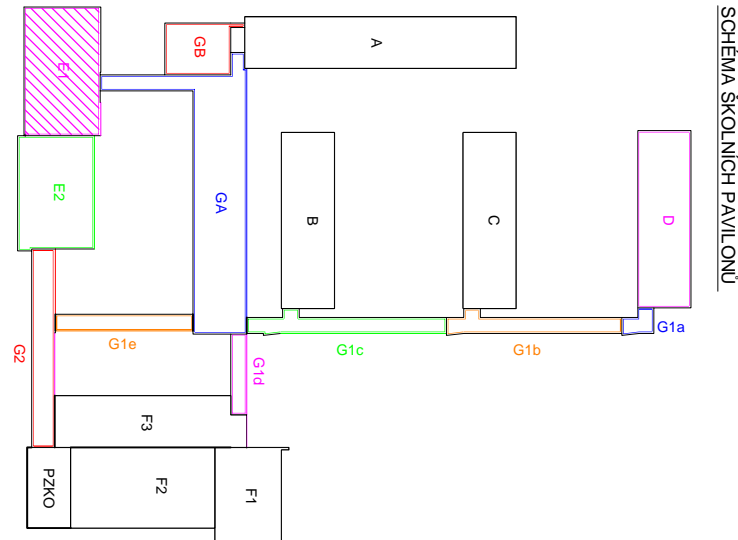 SCHÉMA ŠKOLNÍCH PAVILONŮ
A
GB
E1
E2
GA
B
C
D
G1a
G1b
G1c
G1d
G1e
G2
F3
F2
F1
PZKO